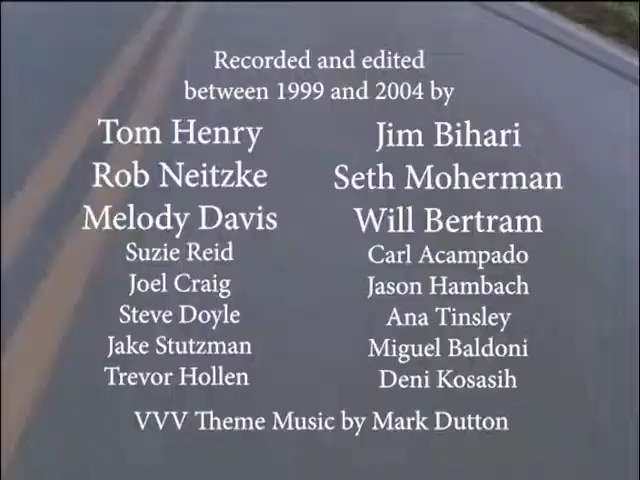 Recorded and edited
between 1999 and 2004 by
Tom Henry
Rob Neitzke
Melody Davis
Suzie Reid
Joel Craig
Steve Doyle
Jake Stutzman
Trevor Hollen
Jim Bihari
Seth Moherman
Will Bertram
Carl Acampado
Jason Hambach
Ana Tinsley
Miguel Baldoni
Deni Kosasih
VVV Theme Music by Mark Dutton